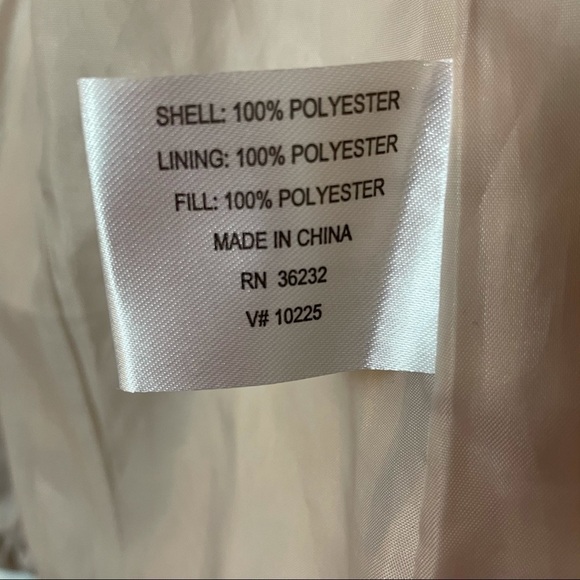 SHELL: 100% POLYESTER
LINING: 100% POLYESTER
FILL: 100% POLYESTER
MADE IN CHINA
RN 36232
V# 10225